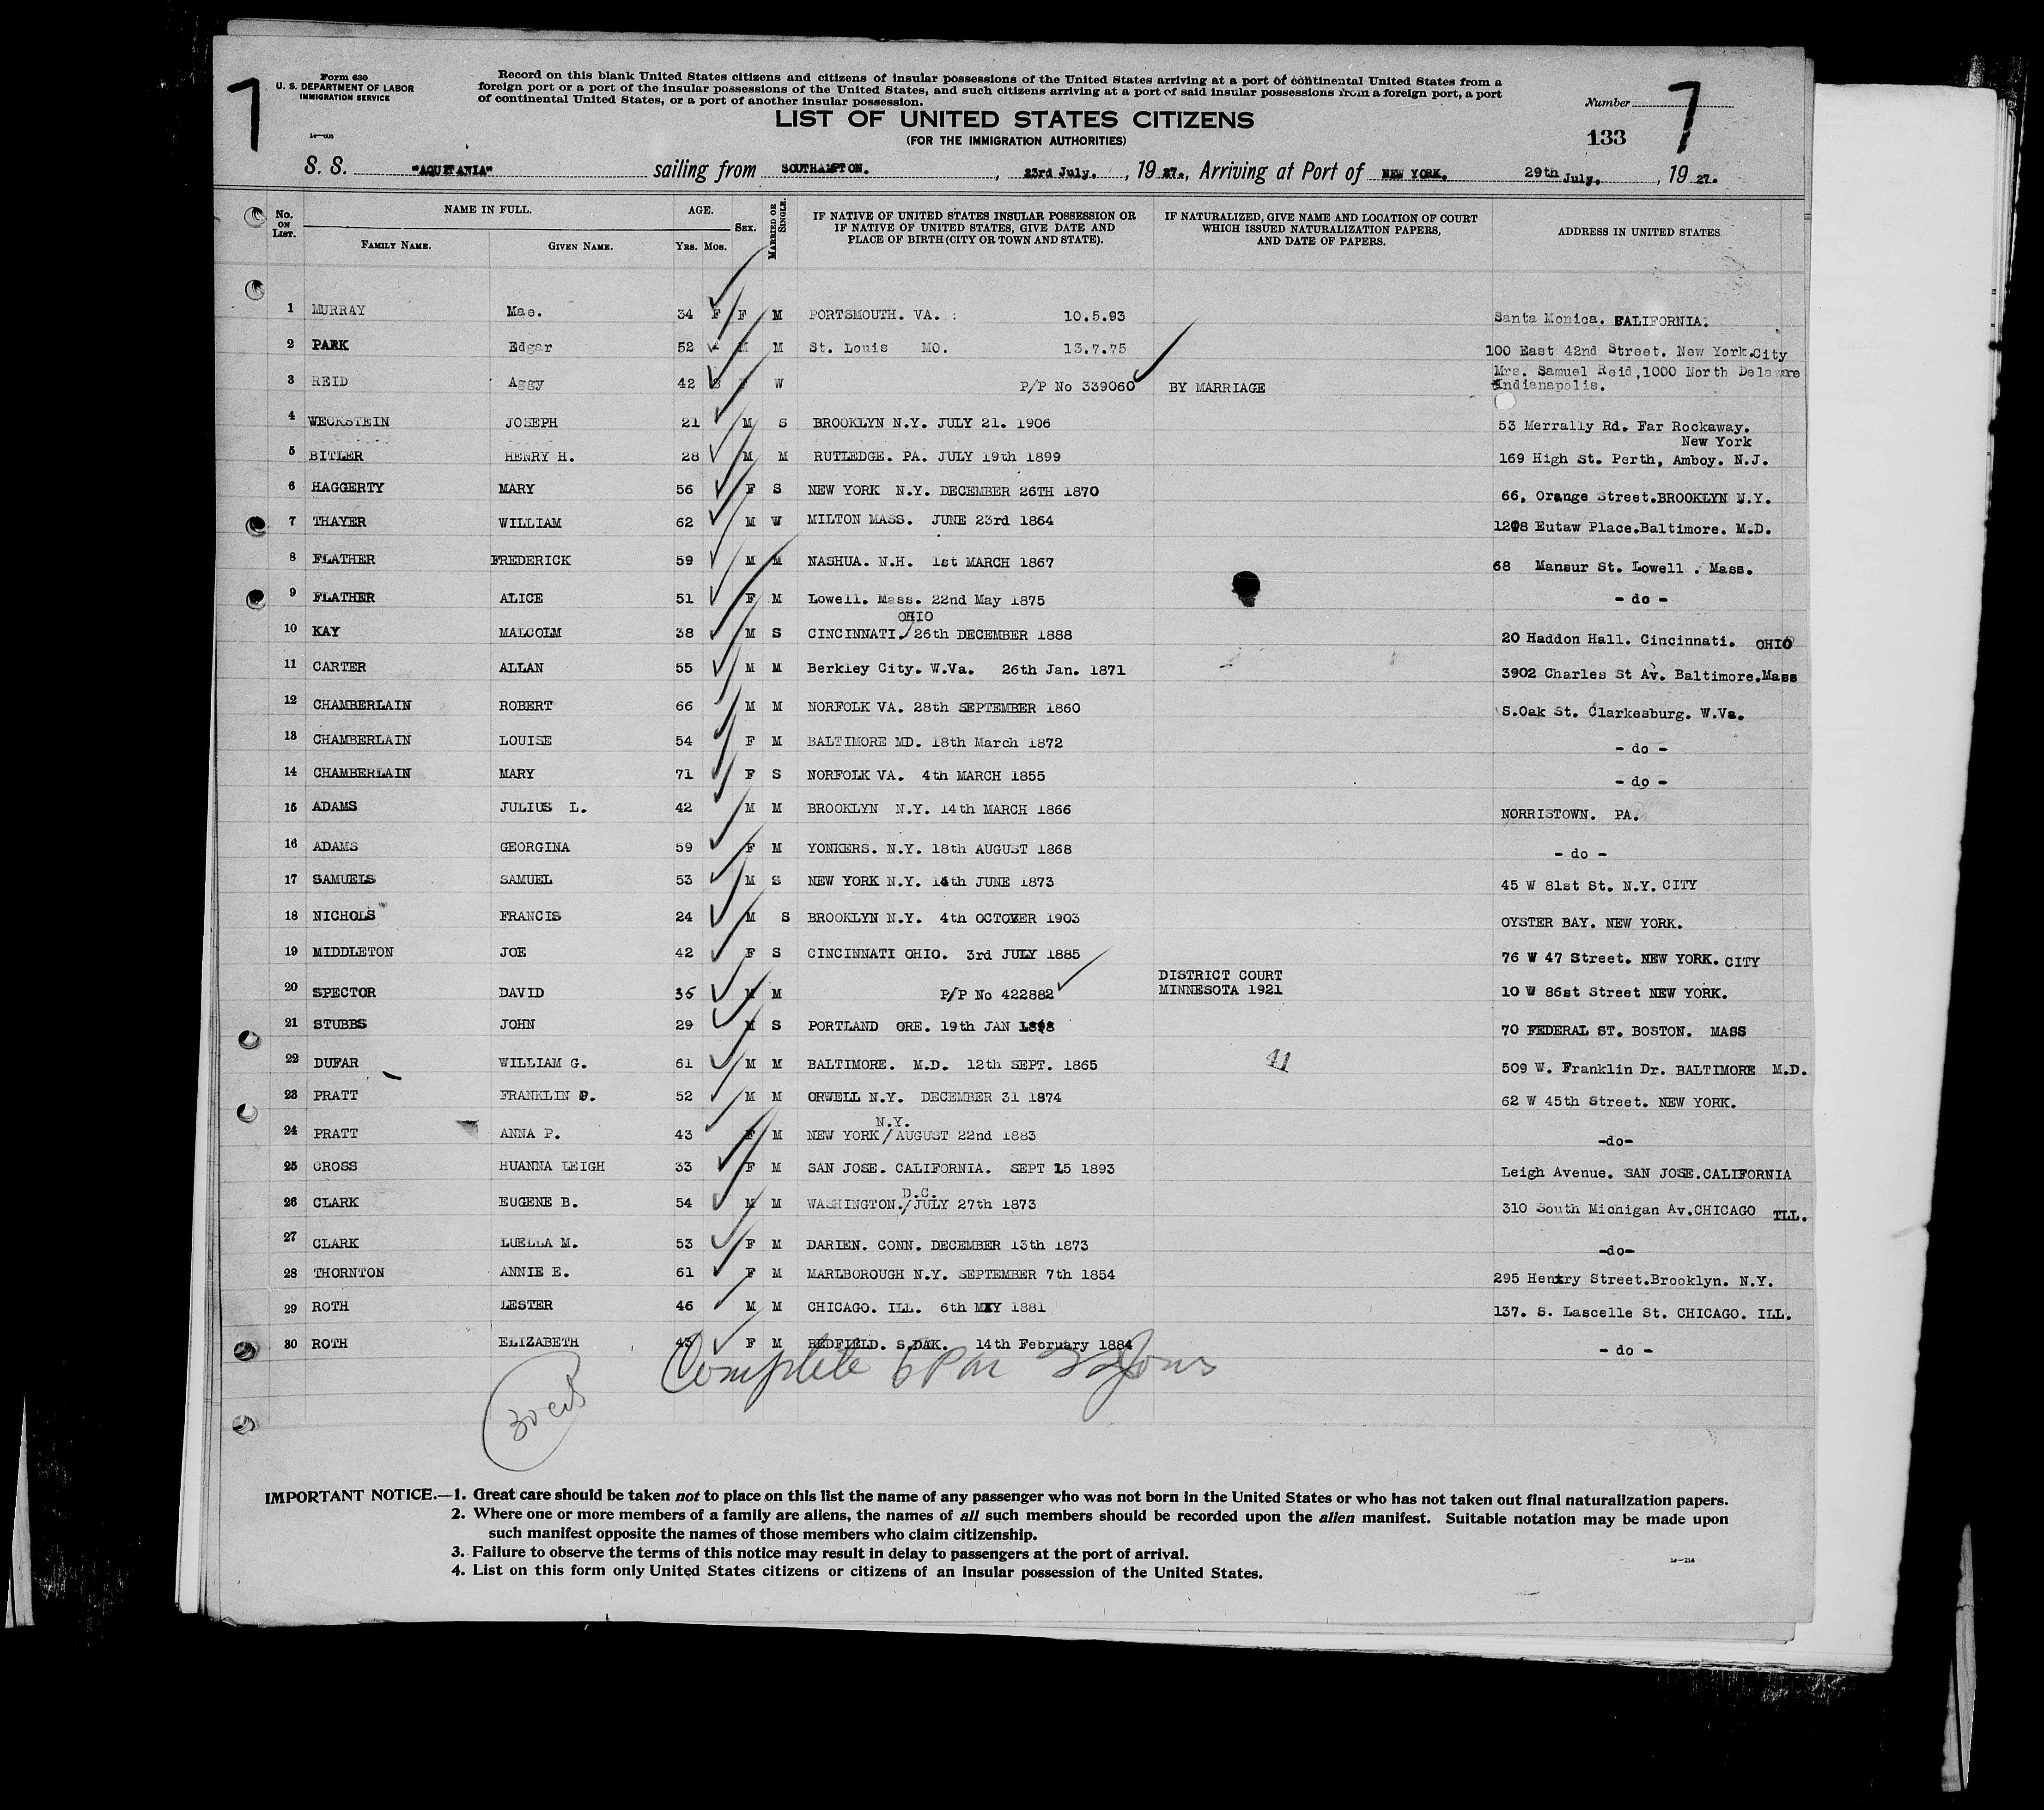 7
Form 630
U. S. DEPARTMENT OF LABOR
IMMIGRATION SERVICE
Record on this blank United States citizens and citizens of insular possessions of the United States arriving at a port of continental United States from a
foreign port or a port of the insular possessions of the United States, and such citizens arriving at a port of said insular possessions from a foreign port, a port
of continental United States, or a port of another insular possession.
Number
7
LIST OF UNITED STATES CITIZENS
(FOR THE IMMIGRATION AUTHORITIES)
133
S. S. "AQUITANIA" sailing from SOUTHAMPTON. , 23rd July. , 19 27., Arriving at Port of NEW YORK. 29th July. , 19 27.
No. ON LIST. NAME IN FULL. FAMILY NAME. GIVEN NAME. AGE. Yrs. Mos. SEX. MARRIED OR SINGLE. IF NATIVE OF UNITED STATES INSULAR POSSESSION OR IF NATIVE OF UNITED STATES, GIVE DATE AND PLACE OF BIRTH (CITY OR TOWN AND STATE). IF NATURALIZED, GIVE NAME AND LOCATION OF COURT WHICH ISSUED NATURALIZATION PAPERS, AND DATE OF PAPERS. ADDRESS IN UNITED STATES
1 MURRAY Mae. 34 F F M PORTSMOUTH. VA. : 10.5.93 Santa Monica. CALIFORNIA.
2 PARK Edgar 52 M M St. Louis MO. 13.7.75 100 East 42nd Street. New York.City
3 REID Aggy 42 F W P/P No 339060 BY MARRIAGE Mrs. Samuel Reid,1000 North Delaware
Indianapolis.
4 WECKSTEIN JOSEPH 21 M S BROOKLYN N.Y. JULY 21. 1906 53 Merrally Rd. Far Rockaway.
New York
5 BITLER HENRY H. 28 M M RUTLEDGE. PA. JULY 19th 1899 169 High St. Perth, Amboy. N.J.
6 HAGGERTY MARY 56 F S NEW YORK N.Y. DECEMBER 26TH 1870 66, Orange Street.BROOKLYN N.Y.
7 THAYER WILLIAM 62 M W MILTON MASS. JUNE 23rd 1864 1208 Eutaw Place.Baltimore. M.D.
8 FLATHER FREDERICK 59 M M NASHUA. N.H. 1st MARCH 1867 68 Mansur St. Lowell . Mass.
9 FLATHER ALICE 51 F M Lowell. Mass. 22nd May 1875 - do -
OHIO
10 KAY MALCOLM 38 M S CINCINNATI./26th DECEMBER 1888 20 Haddon Hall. Cincinnati. OHIO
11 CARTER ALLAN 55 M M Berkley City. W.Va. 26th Jan. 1871 3902 Charles St Av. Baltimore.Mass
12 CHAMBERLAIN ROBERT 66 M M NORFOLK VA. 28th SEPTEMBER 1860 S.Oak St. Clarkesburg. W.Va.
13 CHAMBERLAIN LOUISE 54 F M BALTIMORE MD. 18th March 1872 - do -
14 CHAMBERLAIN MARY 71 F S NORFOLK VA. 4th MARCH 1855 - do -
15 ADAMS JULIUS L. 42 M M BROOKLYN N.Y. 14th MARCH 1866 NORRISTOWN. PA.
16 ADAMS GEORGINA 59 F M YONKERS. N.Y. 18th AUGUST 1868 - do -
17 SAMUELS SAMUEL 53 M S NEW YORK N.Y. JUNE 1873 45 W 81st St. N.Y. CITY
18 NICHOLS FRANCIS 24 M S BROOKLYN N.Y. 4th OCTOBER 1903 OYSTER BAY. NEW YORK.
19 MIDDLETON JOE 42 F S CINCINNATI OHIO. 3rd JULY 1885 76 W 47 Street. NEW YORK. CITY
20 SPECTOR DAVID 35 M M P/P No 422882 DISTRICT COURT
MINNESOTA 1921 10 W 86st Street NEW YORK.
21 STUBBS JOHN 29 M S PORTLAND ORE. 19th JAN 1898 70 FEDERAL ST. BOSTON. MASS
22 DUFAR WILLIAM G. 61 M M BALTIMORE. M.D. 12th SEPT. 1865 41 509 W. Franklin Dr. BALTIMORE M.D.
23 PRATT FRANKLIN P. 52 M M ORWELL N.Y. DECEMBER 31 1874 62 W 45th Street. NEW YORK.
N.Y.
24 PRATT ANNA P. 43 F M NEW YORK/AUGUST 22nd 1883 -do-
25 CROSS HUANNA LEIGH 33 F M SAN JOSE. CALIFORNIA. SEPT 15 1893 Leigh Avenue. SAN JOSE.CALIFORNIA
D.C.
26 CLARK EUGENE B. 54 M M WASHINGTON./JULY 27th 1873 310 South Michigan Av.CHICAGO ILL.
27 CLARK LUELLA M. 53 F M DARIEN. CONN. DECEMBER 13th 1873 -do-
28 THORNTON ANNIE E. 61 F M MARLBOROUGH N.Y. SEPTEMBER 7th 1854 295 Henry Street.Brooklyn. N.Y.
29 ROTH LESTER 46 M M CHICAGO. ILL. 6th MAY 1881 137. S. Lascelle St. CHICAGO. ILL.
30 ROTH ELIZABETH 43 F M REDFIELD. S.DAK. 14th February 1884 - do -
Complete 6 Pm
IMPORTANT NOTICE.—1. Great care should be taken not to place on this list the name of any passenger who was not born in the United States or who has not taken out final naturalization papers.
2. Where one or more members of a family are aliens, the names of all such members should be recorded upon the alien manifest. Suitable notation may be made upon
such manifest opposite the names of those members who claim citizenship.
3. Failure to observe the terms of this notice may result in delay to passengers at the port of arrival.
4. List on this form only United States citizens or citizens of an insular possession of the United States.